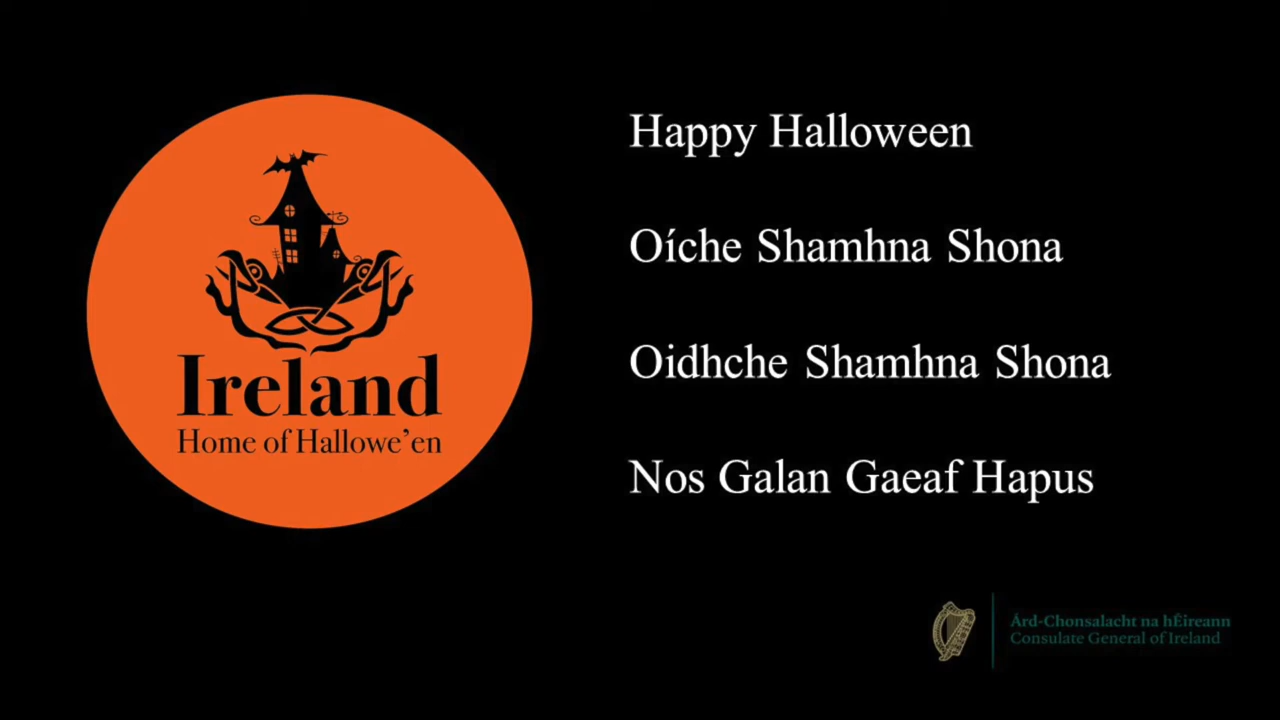 Ireland
Home of Hallowe’en
Happy Halloween
Oíche Shamhna Shona
Oidhche Shamhna Shona
Nos Galan Gaeaf Hapus
Árd-Chonsalacht na hÉireann
Consulate General of Ireland